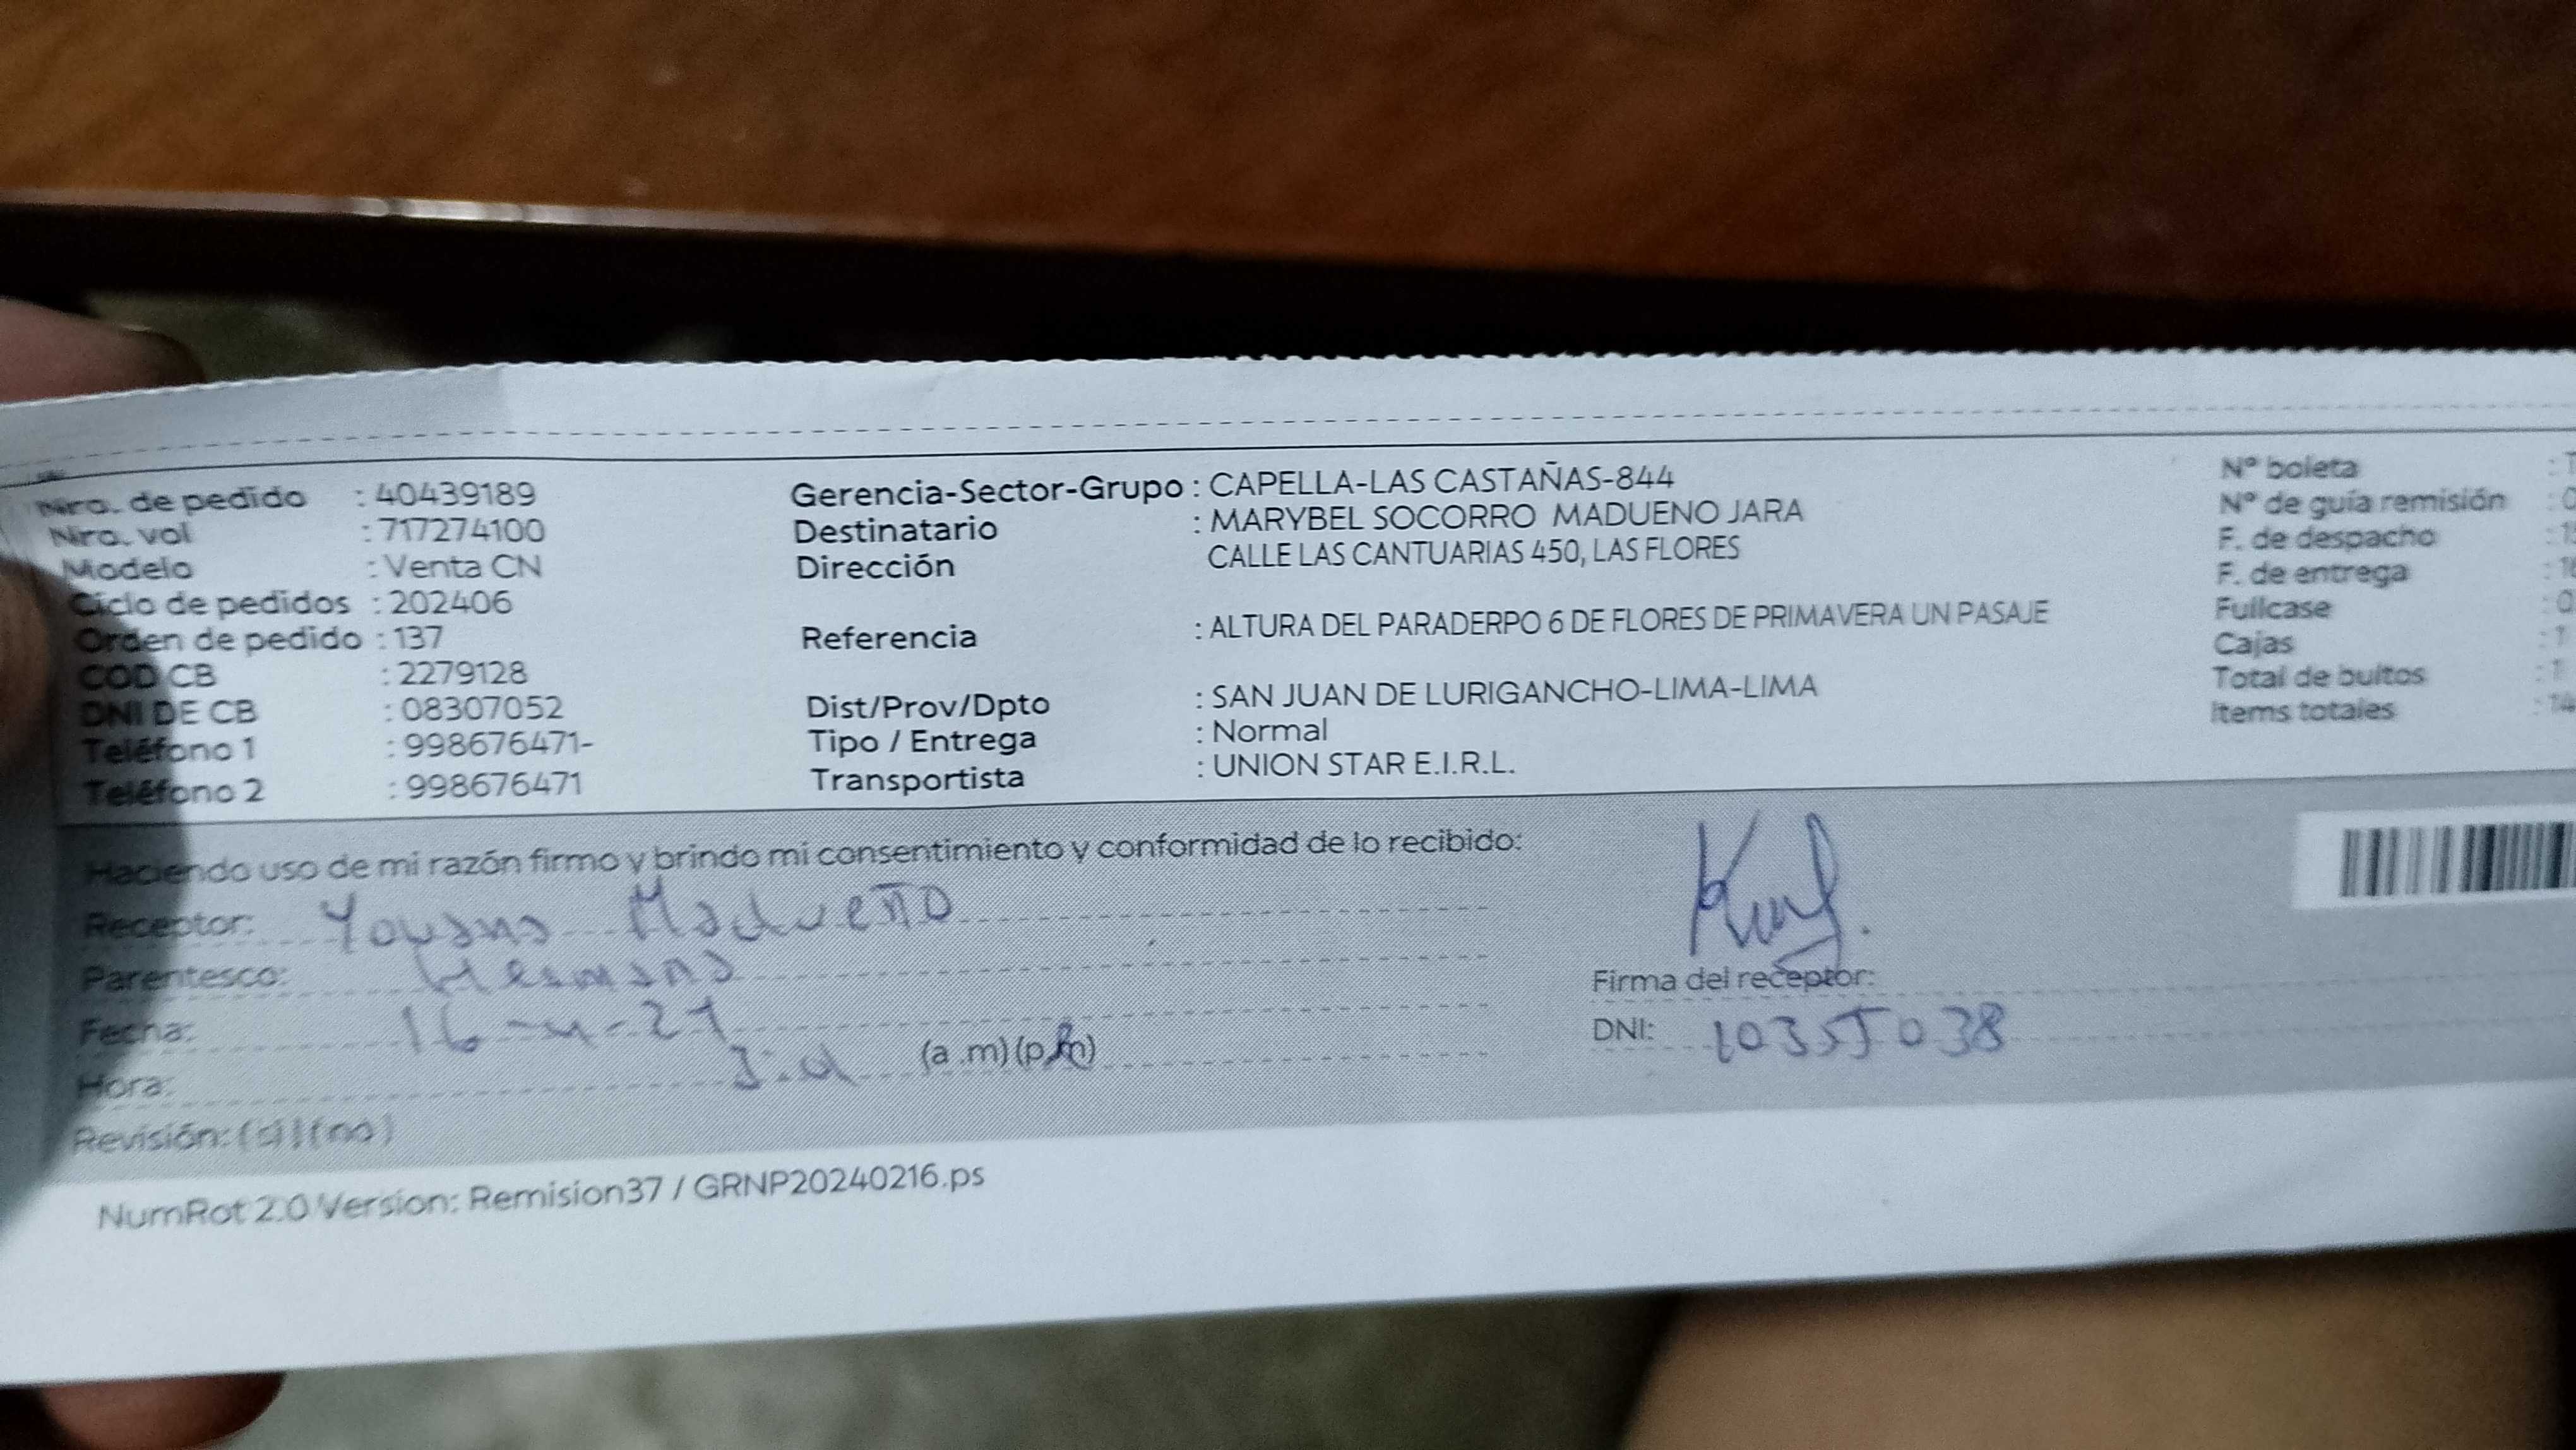 Nro. de pedido : 40439189
Nro. vol : 717274100
Modelo : Venta CN
Ciclo de pedidos : 202406
Orden de pedido : 137
COD CB : 2279128
DNI DE CB : 08307052
Teléfono 1 : 998676471-
Teléfono 2 : 998676471
Gerencia-Sector-Grupo : CAPELLA-LAS CASTAÑAS-844
Destinatario : MARYBEL SOCORRO MADUENO JARA
Dirección CALLE LAS CANTUARIAS 450, LAS FLORES
Referencia : ALTURA DEL PARADERPO 6 DE FLORES DE PRIMAVERA UN PASAJE
Dist/Prov/Dpto : SAN JUAN DE LURIGANCHO-LIMA-LIMA
Tipo / Entrega : Normal
Transportista : UNION STAR E.I.R.L.
Nº boleta :
Nº de guía remisión :
F. de despacho :
F. de entrega :
Fullcase :
Cajas :
Total de bultos :
Items totales :
Haciendo uso de mi razón firmo y brindo mi consentimiento y conformidad de lo recibido:
Receptor: Madueño
Parentesco: Hermana
Fecha:
Hora: (a.m)(p.m)
Revisión: (si) (no)
Firma del receptor:
DNI: 10355038
NumRot 2.0 Version: Remision37 / GRNP20240216.ps